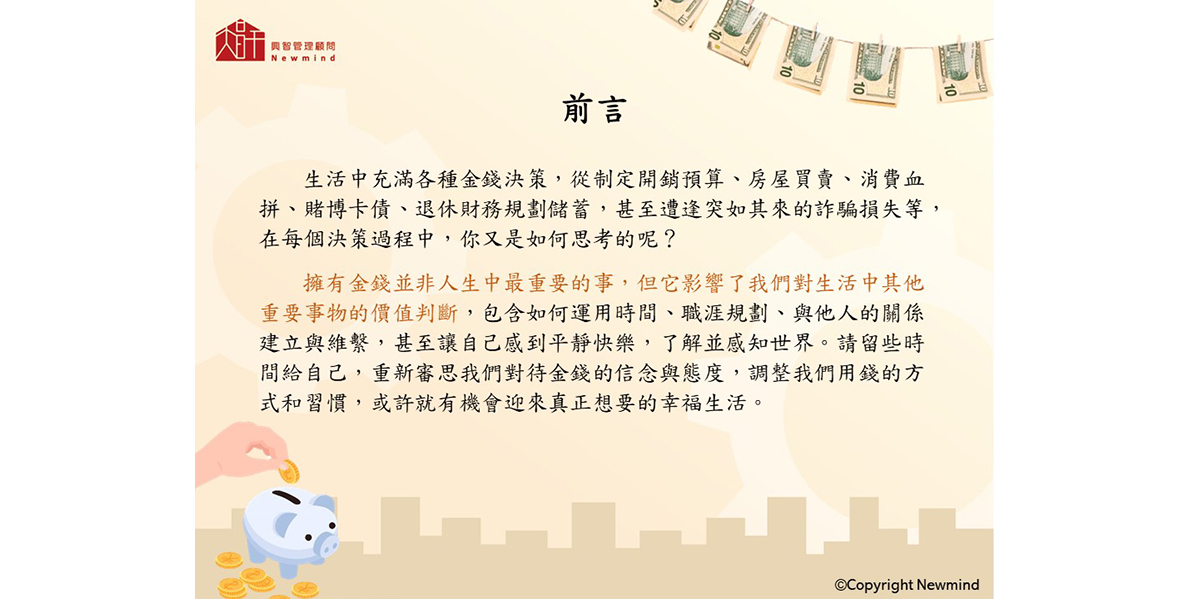 興智管理顧問
Newmind
前言
生活中充滿各種金錢決策，從制定開銷預算、房屋買賣、消費血
拼、賭博卡債、退休財務規劃儲蓄，甚至遭逢突如其來的詐騙損失等，
在每個決策過程中，你又是如何思考的呢？
擁有金錢並非人生中最重要的事，但它影響了我們對生活中其他
重要事物的價值判斷，包含如何運用時間、職涯規劃、與他人的關係
建立與維繫，甚至讓自己感到平靜快樂，了解並感知世界。請留些時
間給自己，重新審思我們對待金錢的信念與態度，調整我們用錢的方
式和習慣，或許就有機會迎來真正想要的幸福生活。
10
10
10
10
©Copyright Newmind